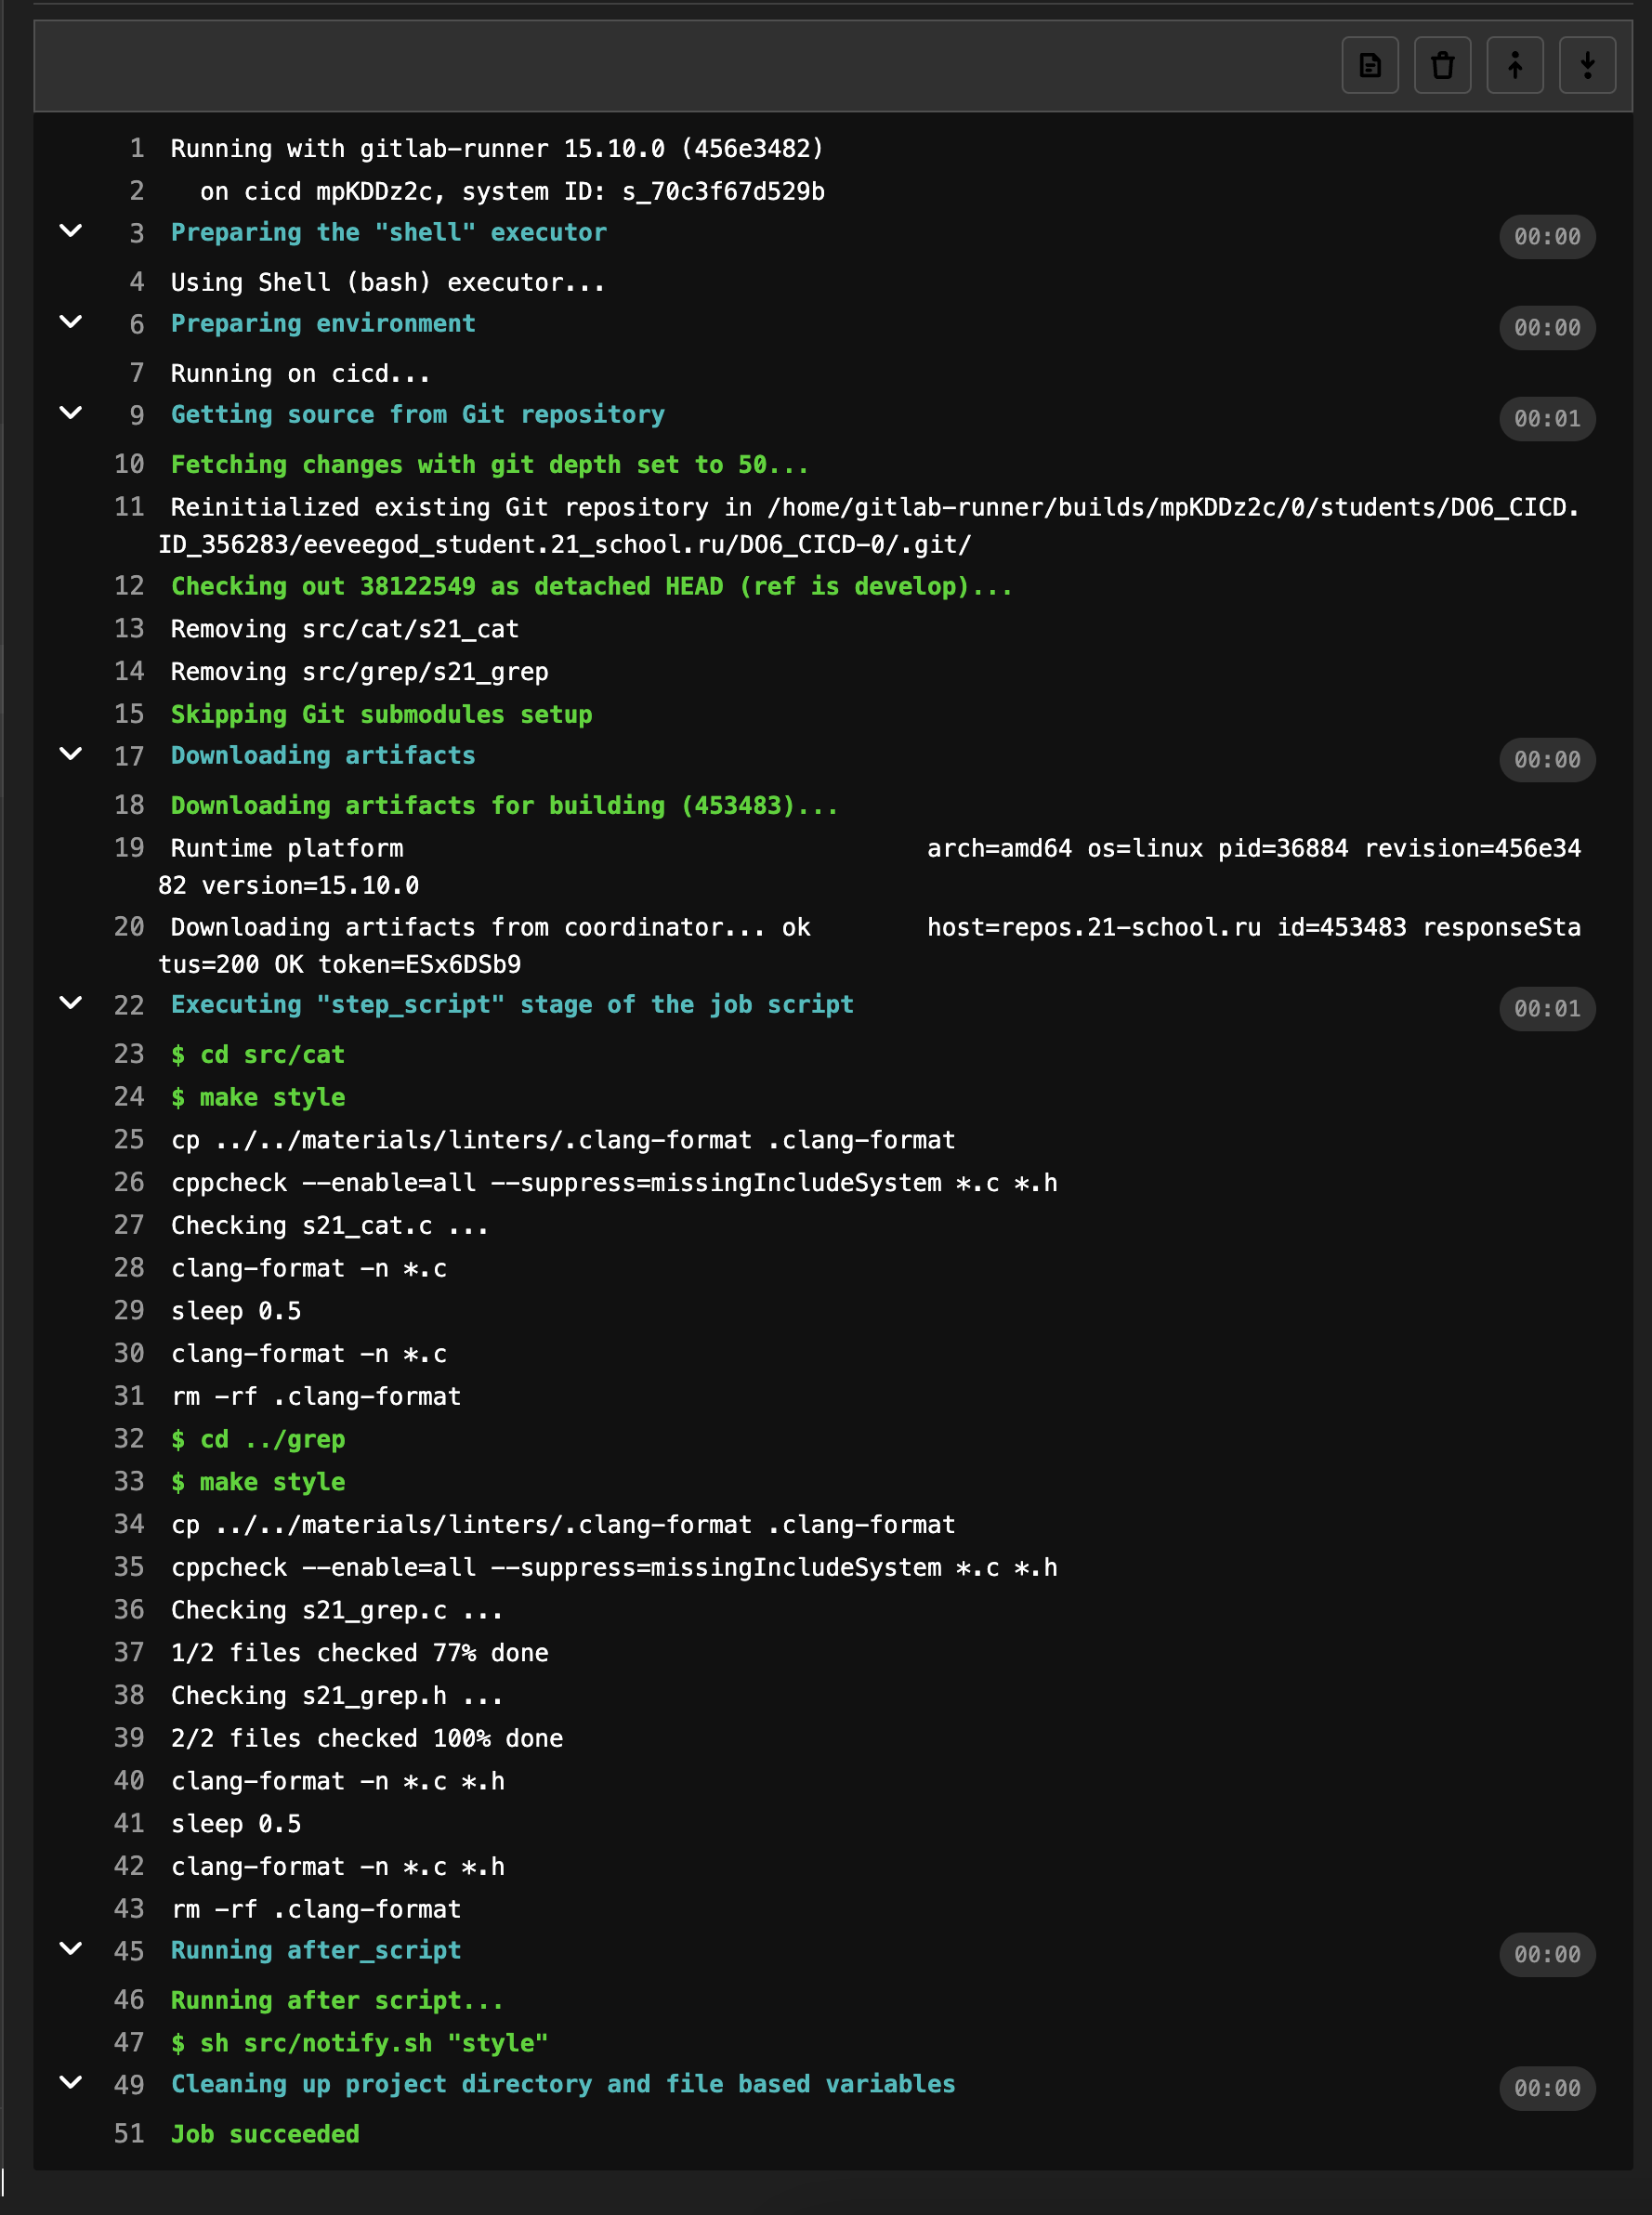 1 Running with gitlab-runner 15.10.0 (456e3482)
2   on cicd mpKDDz2c, system ID: s_70c3f67d529b
3 Preparing the "shell" executor 00:00
4 Using Shell (bash) executor...
6 Preparing environment 00:00
7 Running on cicd...
9 Getting source from Git repository 00:01
10 Fetching changes with git depth set to 50...
11 Reinitialized existing Git repository in /home/gitlab-runner/builds/mpKDDz2c/0/students/DO6_CICD.
ID_356283/eeveegod_student.21_school.ru/DO6_CICD-0/.git/
12 Checking out 38122549 as detached HEAD (ref is develop)...
13 Removing src/cat/s21_cat
14 Removing src/grep/s21_grep
15 Skipping Git submodules setup
17 Downloading artifacts 00:00
18 Downloading artifacts for building (453483)...
19 Runtime platform                                    arch=amd64 os=linux pid=36884 revision=456e34
82 version=15.10.0
20 Downloading artifacts from coordinator... ok        host=repos.21-school.ru id=453483 responseSta
tus=200 OK token=ESx6DSb9
22 Executing "step_script" stage of the job script 00:01
23 $ cd src/cat
24 $ make style
25 cp ../../materials/linters/.clang-format .clang-format
26 cppcheck --enable=all --suppress=missingIncludeSystem *.c *.h
27 Checking s21_cat.c ...
28 clang-format -n *.c
29 sleep 0.5
30 clang-format -n *.c
31 rm -rf .clang-format
32 $ cd ../grep
33 $ make style
34 cp ../../materials/linters/.clang-format .clang-format
35 cppcheck --enable=all --suppress=missingIncludeSystem *.c *.h
36 Checking s21_grep.c ...
37 1/2 files checked 77% done
38 Checking s21_grep.h ...
39 2/2 files checked 100% done
40 clang-format -n *.c *.h
41 sleep 0.5
42 clang-format -n *.c *.h
43 rm -rf .clang-format
45 Running after_script 00:00
46 Running after script...
47 $ sh src/notify.sh "style"
49 Cleaning up project directory and file based variables 00:00
51 Job succeeded